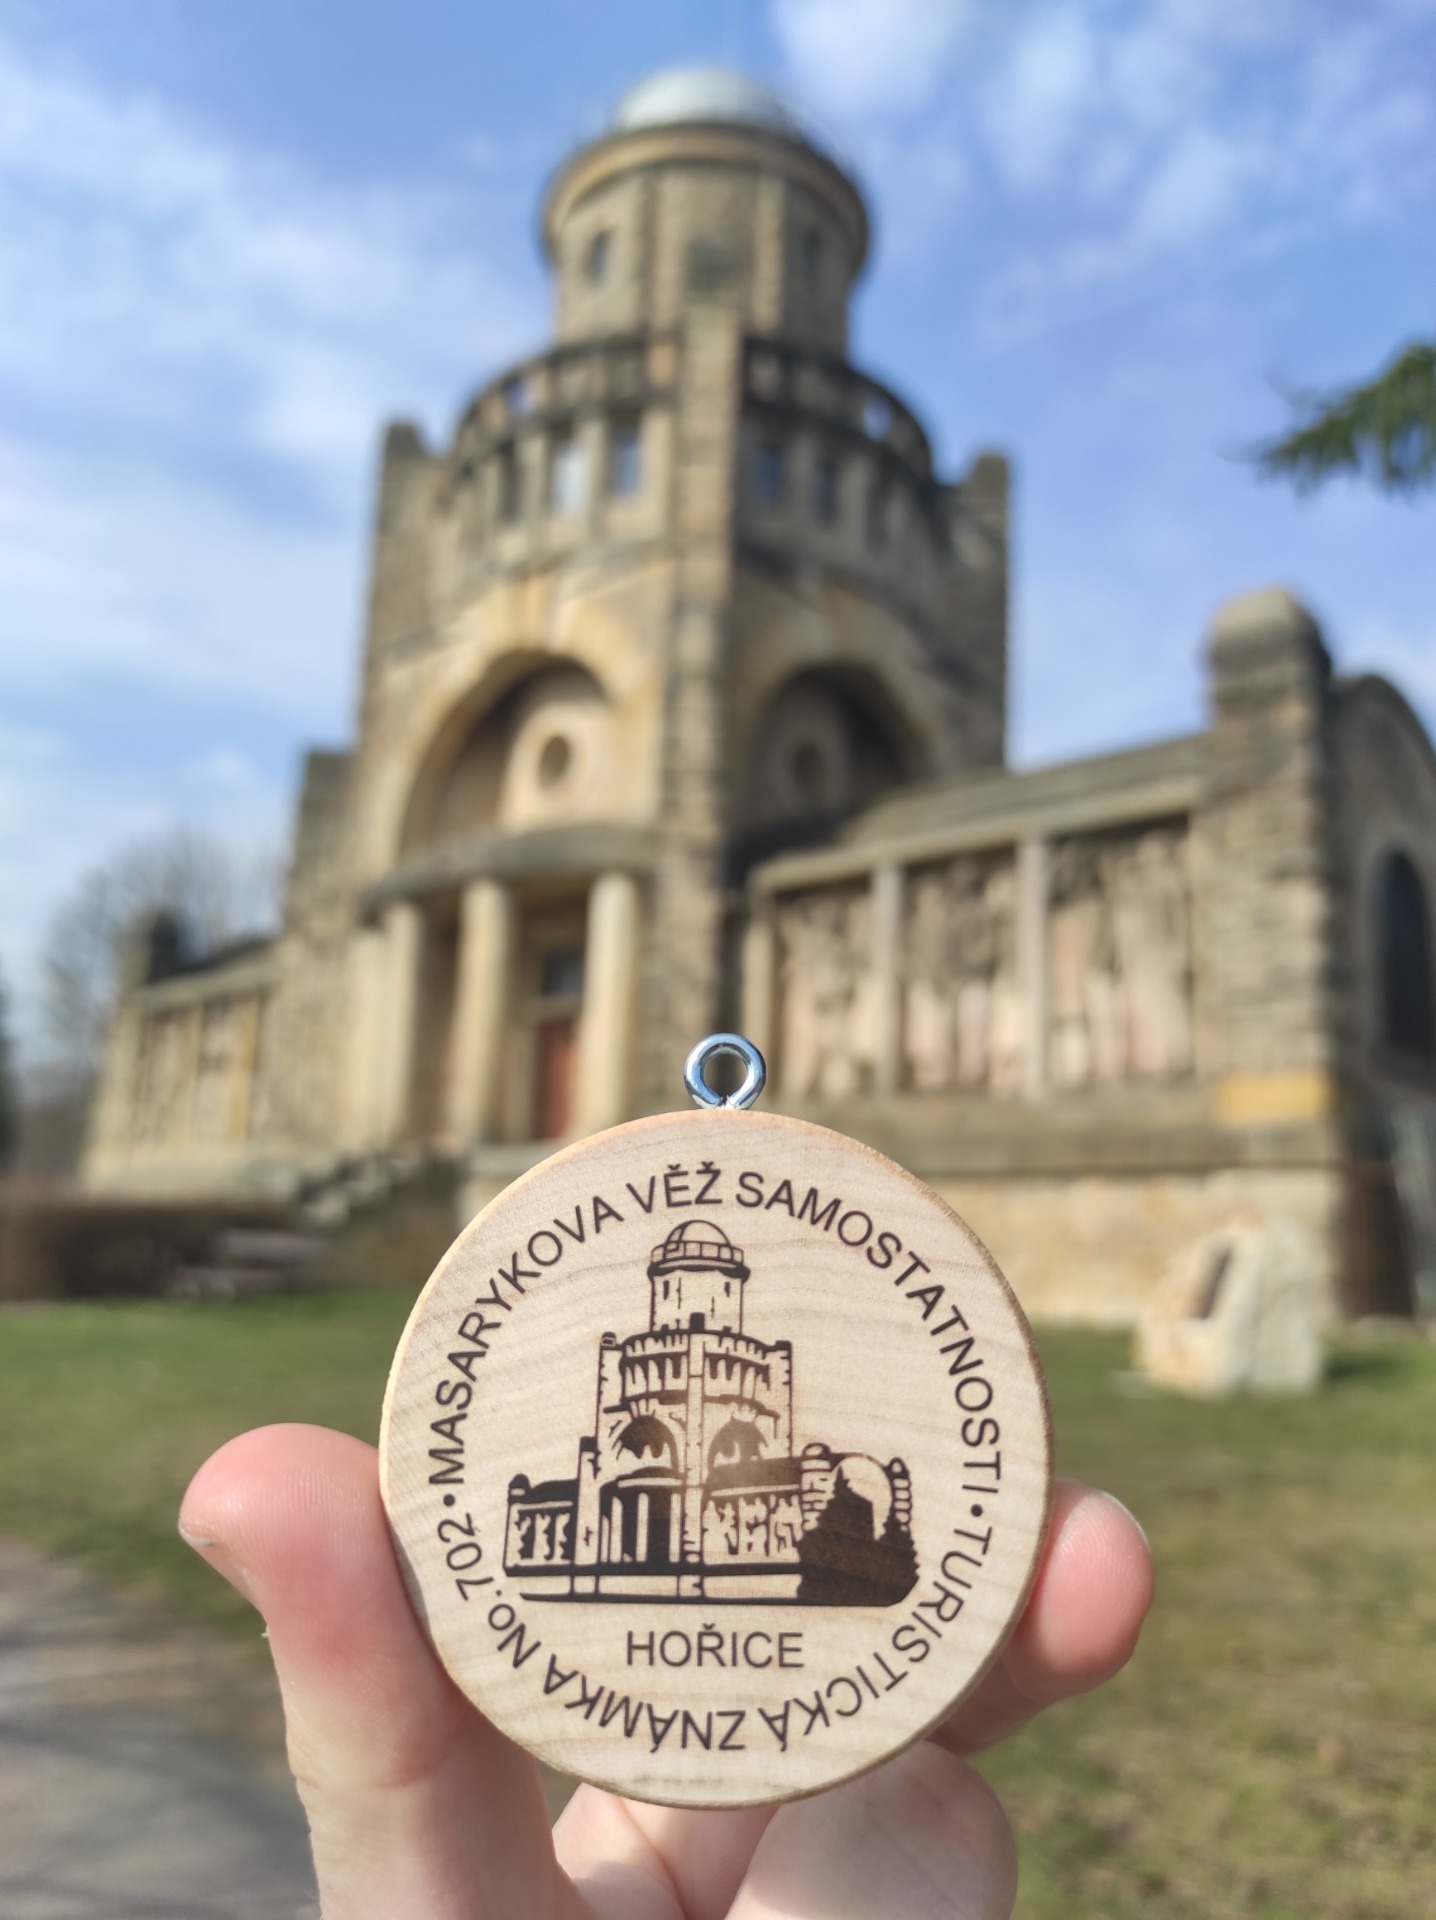 MASARYKOVA VĚŽ SAMOSTATNOSTI • TURISTICKÁ ZNÁMKA No.702 •
HOŘICE